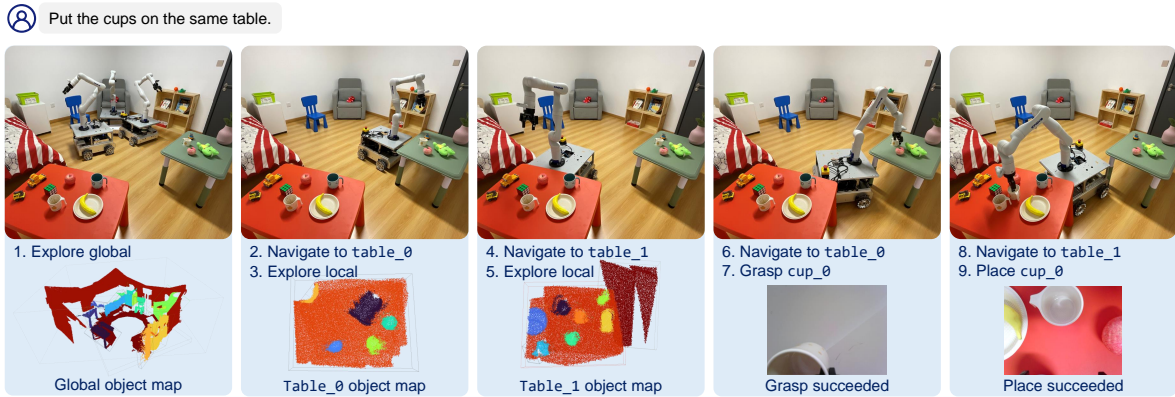 Put the cups on the same table.
1. Explore global
Global object map
2. Navigate to table_0
3. Explore local
Table_0 object map
4. Navigate to table_1
5. Explore local
Table_1 object map
6. Navigate to table_0
7. Grasp cup_0
Grasp succeeded
8. Navigate to table_1
9. Place cup_0
Place succeeded